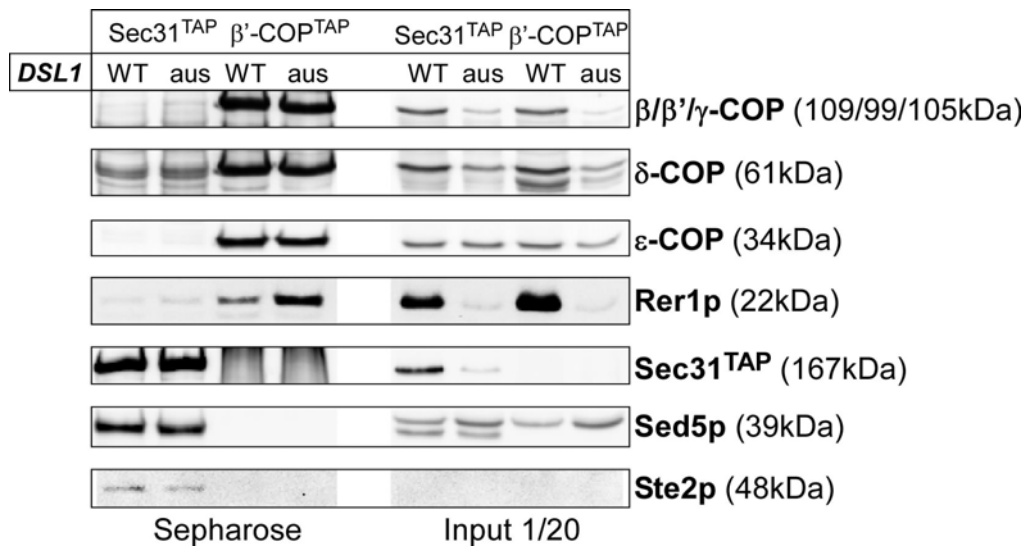 Sec31TAP β’-COPTAP Sec31TAP β’-COPTAP
DSL1 WT aus WT aus WT aus WT aus
β/β’/γ-COP (109/99/105kDa)
δ-COP (61kDa)
ε-COP (34kDa)
Rer1p (22kDa)
Sec31TAP (167kDa)
Sed5p (39kDa)
Ste2p (48kDa)
Sepharose Input 1/20